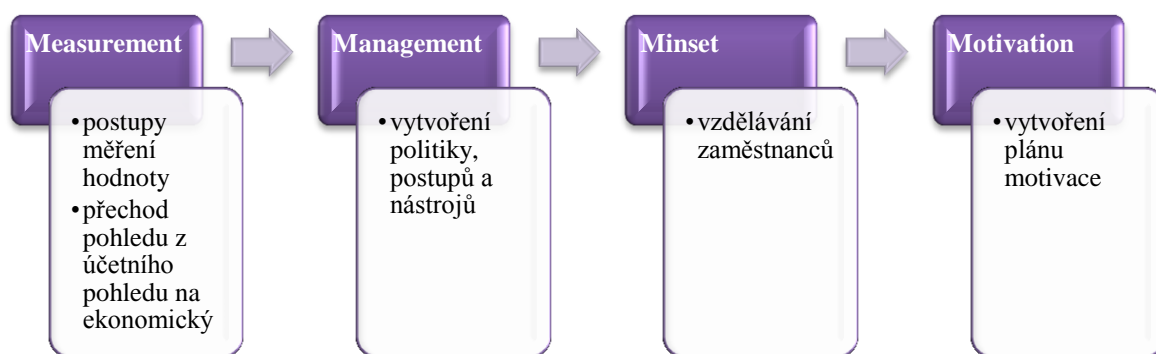 Measurement
•postupy
měření
hodnoty
•přechod
pohledu z
účetního
pohledu na
ekonomický
Management
•vytvoření
politiky,
postupů a
nástrojů
Minset
•vzdělávání
zaměstnanců
Motivation
•vytvoření
plánu
motivace